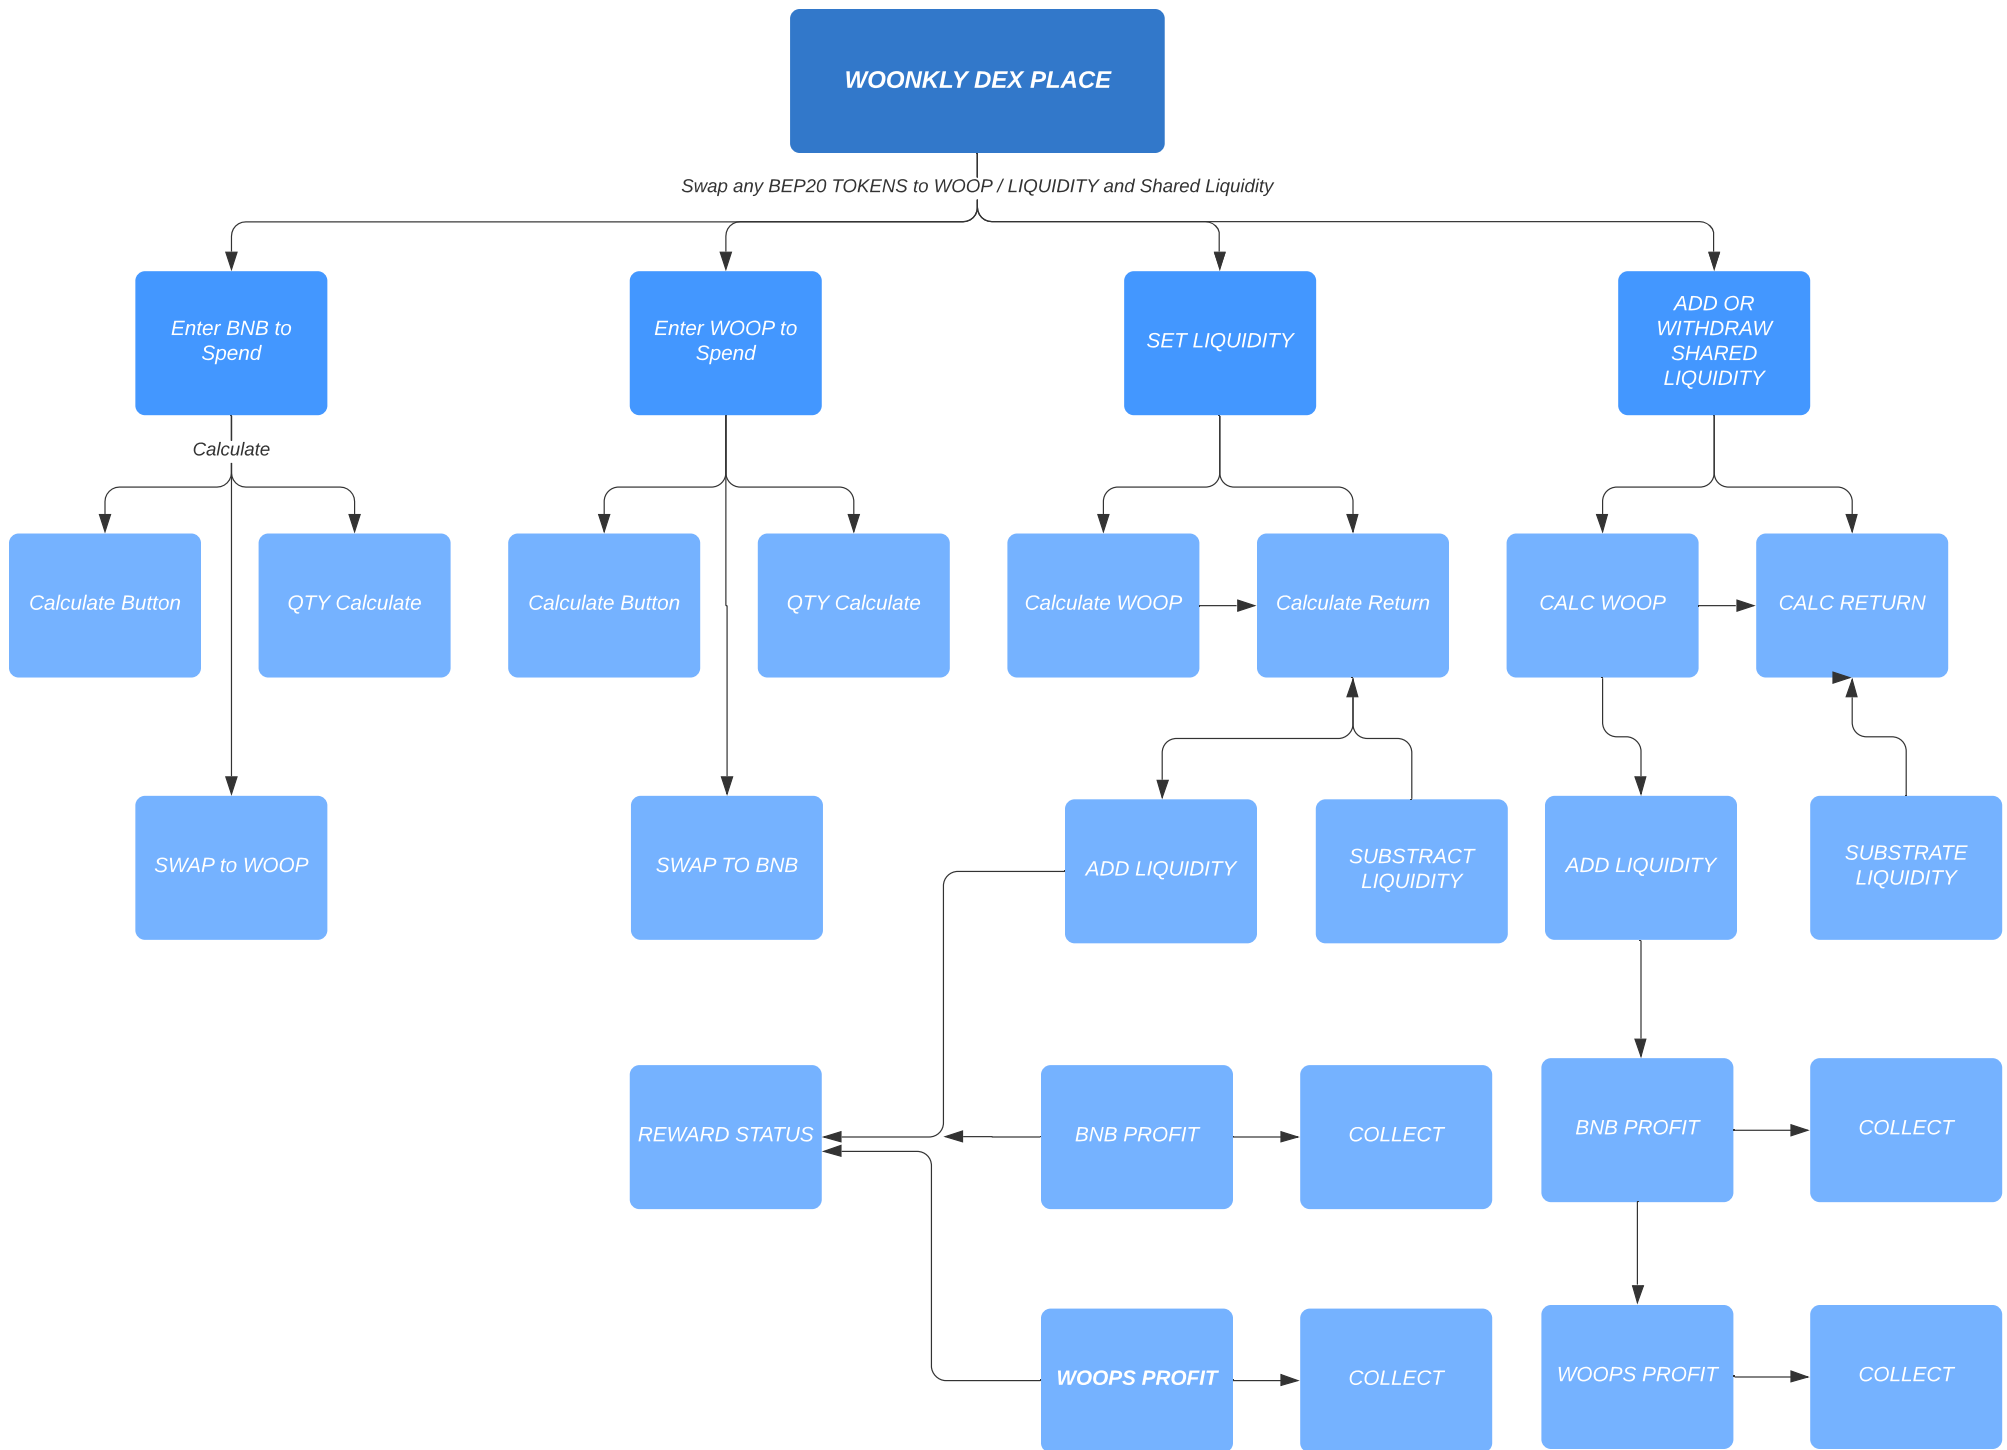 WOONKLY DEX PLACE
Swap any BEP20 TOKENS to WOOP / LIQUIDITY and Shared Liquidity
Enter BNB to
Spend
Enter WOOP to
Spend
SET LIQUIDITY
ADD OR
WITHDRAW
SHARED
LIQUIDITY
Calculate
Calculate Button
QTY Calculate
Calculate Button
QTY Calculate
Calculate WOOP
Calculate Return
CALC WOOP
CALC RETURN
SWAP to WOOP
SWAP TO BNB
ADD LIQUIDITY
SUBSTRACT
LIQUIDITY
ADD LIQUIDITY
SUBSTRATE
LIQUIDITY
REWARD STATUS
BNB PROFIT
COLLECT
BNB PROFIT
COLLECT
WOOPS PROFIT
COLLECT
WOOPS PROFIT
COLLECT